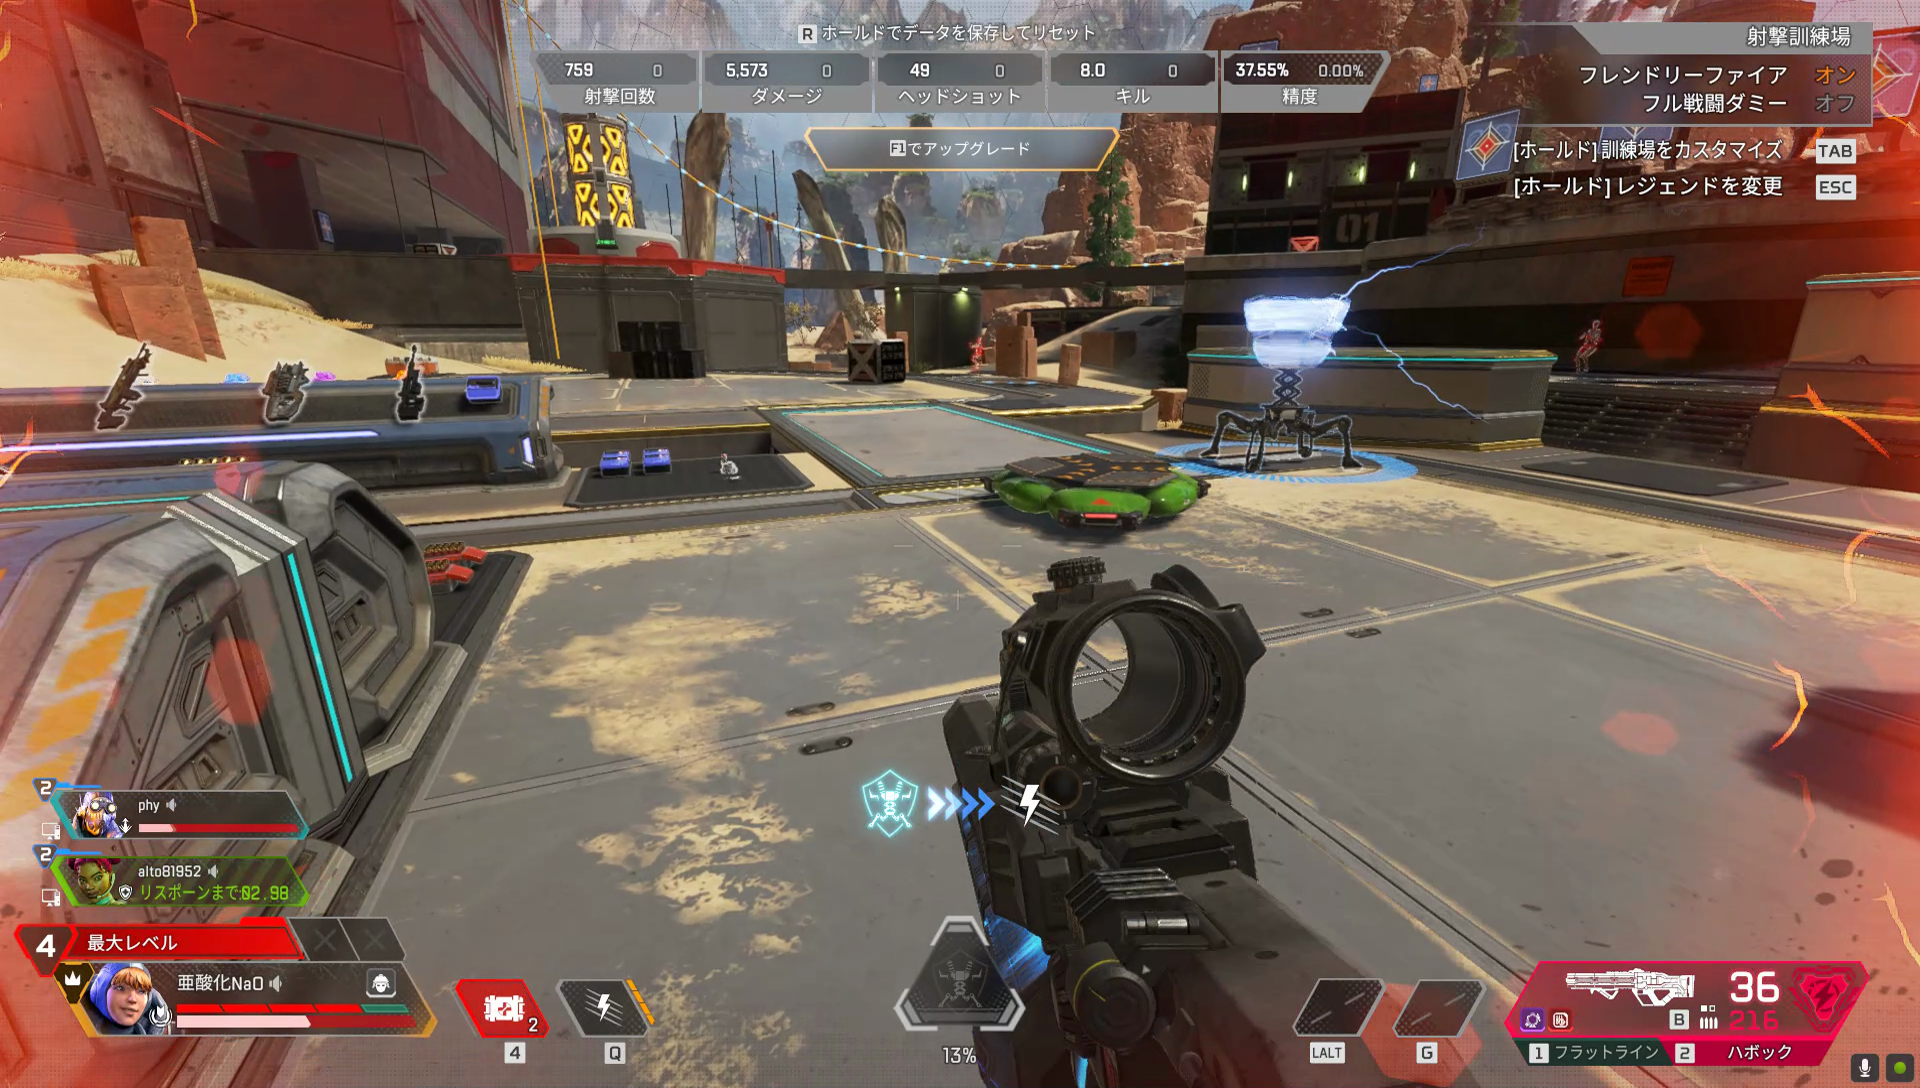 R ホールドでデータを保存してリセット
759 0 5,573 0 49 0 8.0 0 37.55% 0.00%
射撃回数 ダメージ ヘッドショット キル 精度
F1でアップグレード
射撃訓練場
フレンドリーファイア オン
フル戦闘ダミー オフ
[ホールド]訓練場をカスタマイズ TAB
[ホールド]レジェンドを変更 ESC
01
2
phy
2
alto81952
リスポーンまで:02.98
4 最大レベル
亜酸化NaO
2
4
Q
13%
LALT
G
36
B 216
1 フラットライン 2 ハボック